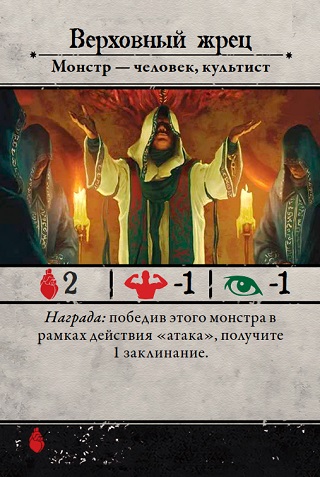 Верховный жрец
Монстр — человек, культист
2 | -1 | -1
Награда: победив этого монстра в
рамках действия «атака», получите
1 заклинание.